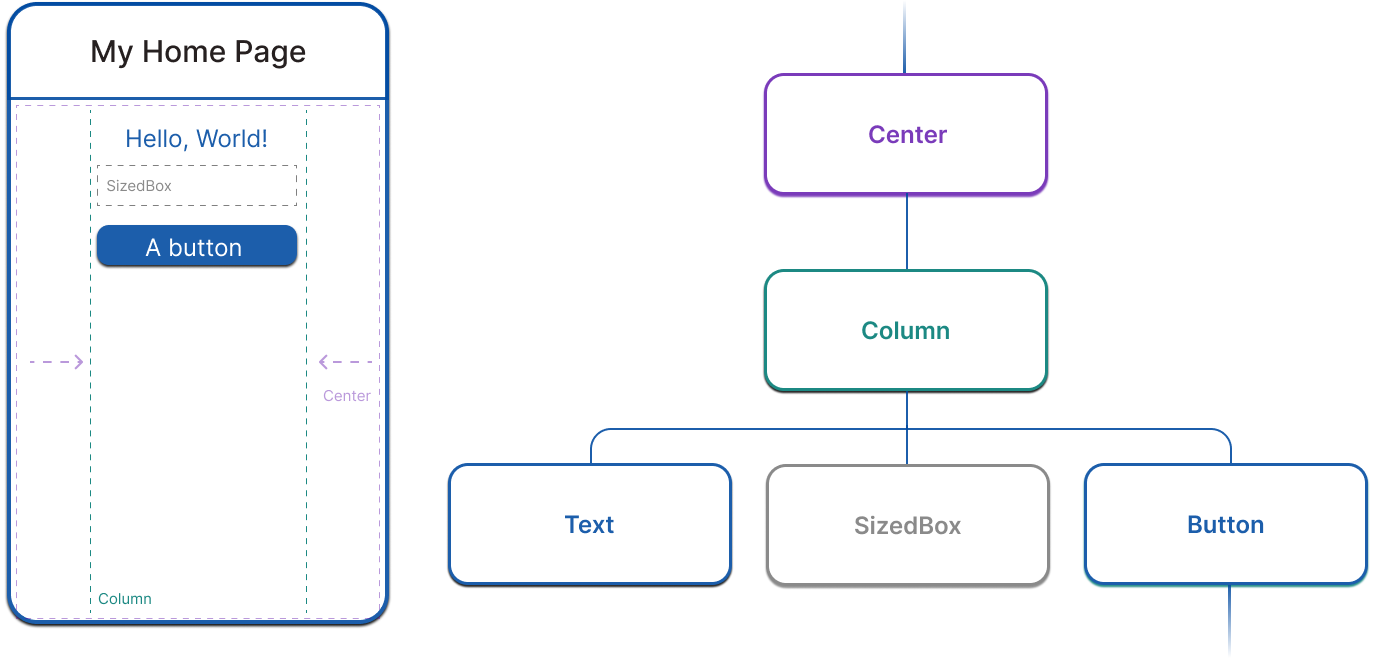 My Home Page
Hello, World!
SizedBox
A button
Center
Column
Center
Column
Text
SizedBox
Button